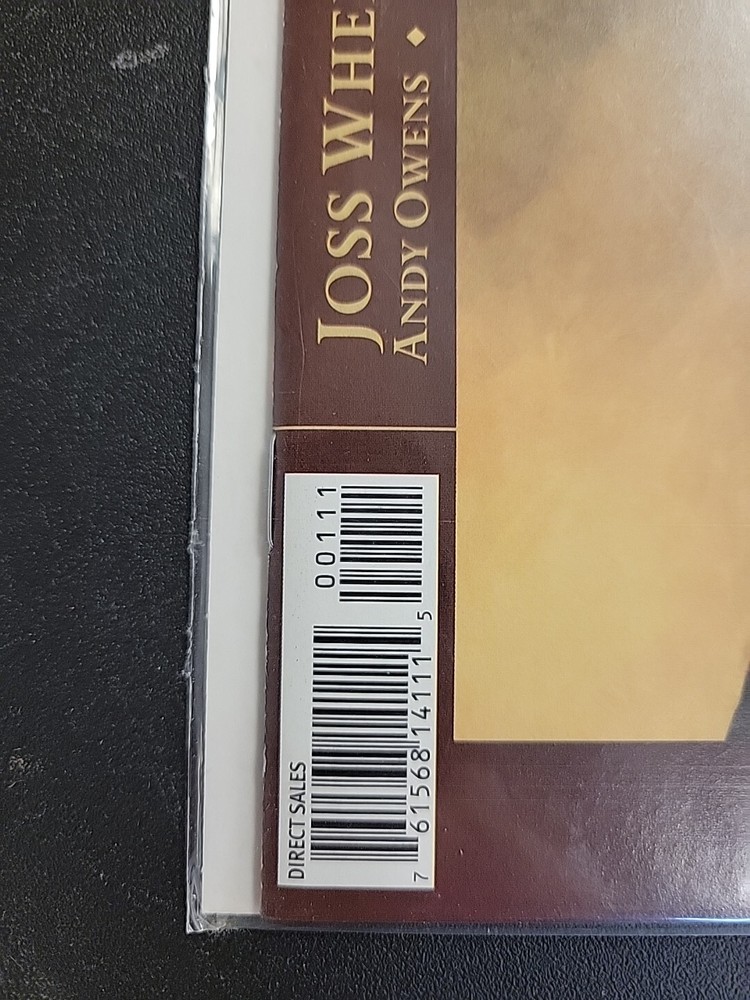 JOSS WHE
ANDY OWENS ◆
DIRECT SALES
00111
7 61568 14111 5